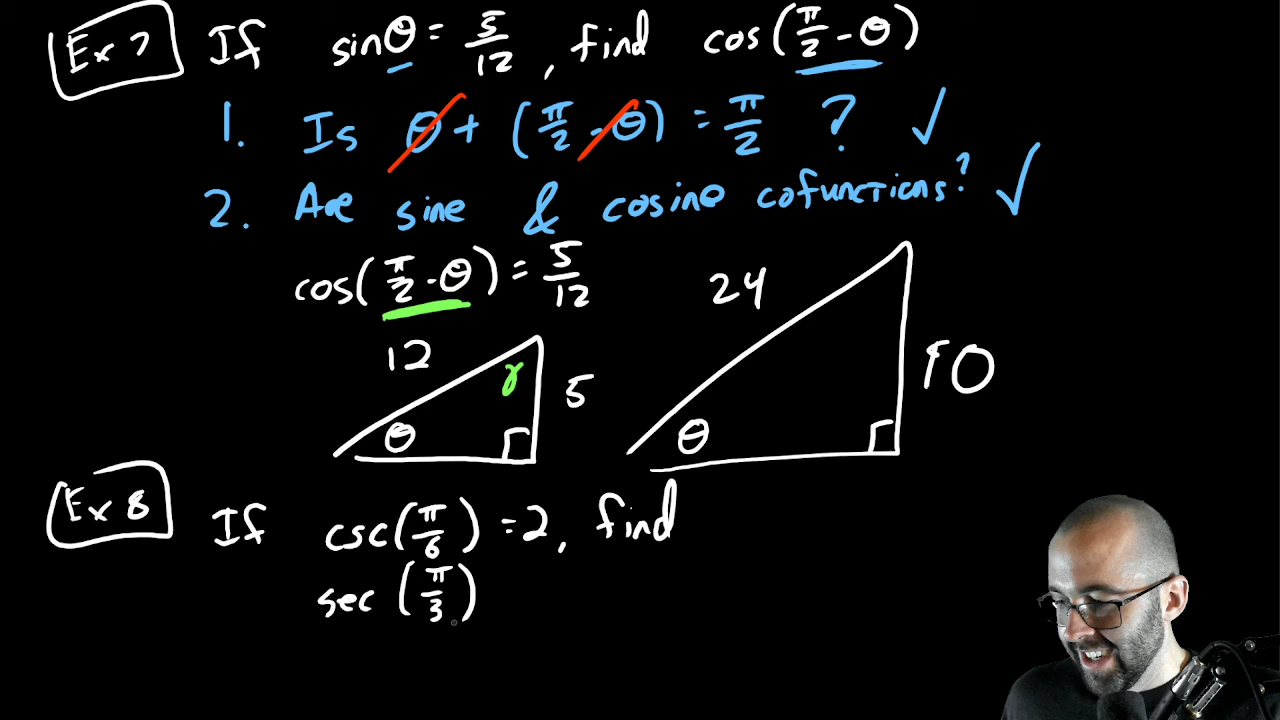 Ex 7 If sinθ = 5/12, find cos(π/2 - θ)
1. Is θ + (π/2 - θ) = π/2 ? ✓
2. Are sine & cosine cofunctions? ✓
cos(π/2 - θ) = 5/12
12 γ 5 θ
24 10 θ
Ex 8 If csc(π/6) = 2, find
sec(π/3)